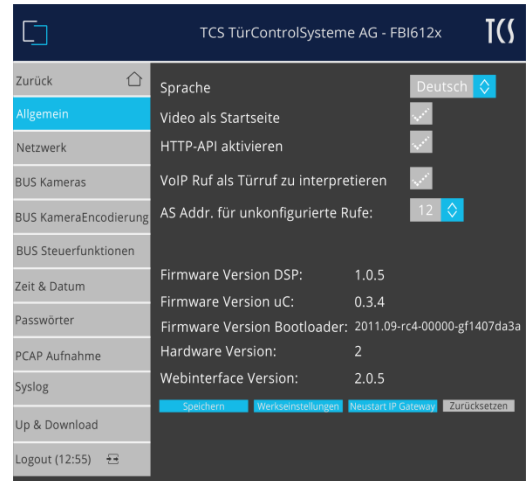 TCS TürControlSysteme AG - FBI612x
TCS
Zurück
Allgemein
Netzwerk
BUS Kameras
BUS KameraEncodierung
BUS Steuerfunktionen
Zeit & Datum
Passwörter
PCAP Aufnahme
Syslog
Up & Download
Logout (12:55)
Sprache Deutsch
Video als Startseite
HTTP-API aktivieren
VoIP Ruf als Türruf zu interpretieren
AS Addr. für unkonfigurierte Rufe: 12
Firmware Version DSP: 1.0.5
Firmware Version uC: 0.3.4
Firmware Version Bootloader: 2011.09-rc4-00000-gf1407da3a
Hardware Version: 2
Webinterface Version: 2.0.5
Speichern Werkseinstellungen Neustart IP Gateway Zurücksetzen